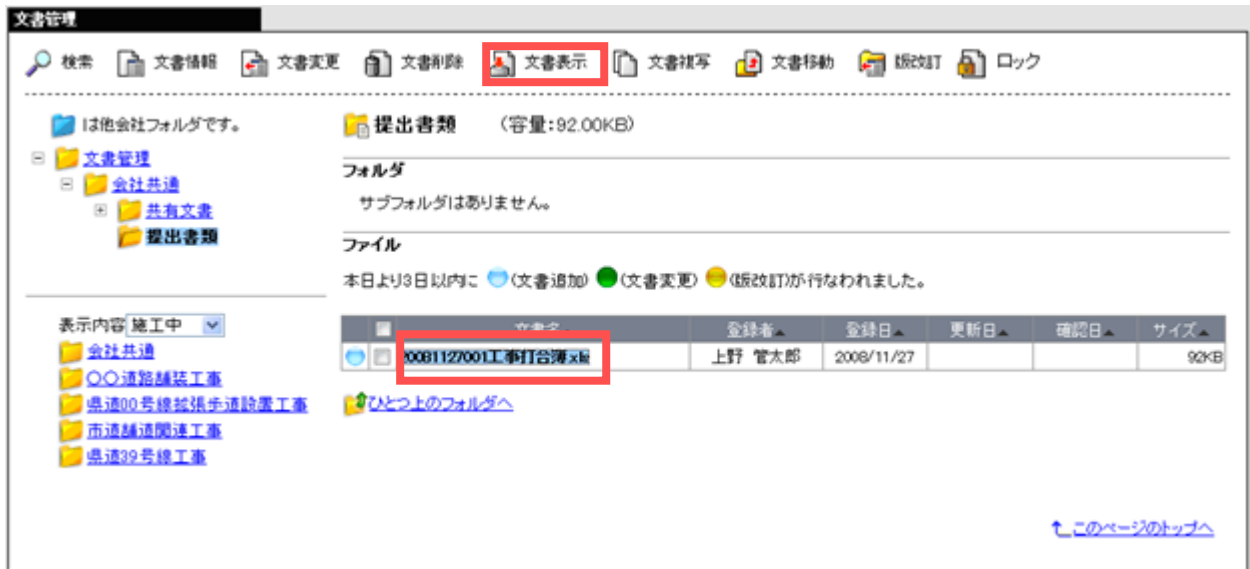 文書管理
検索 文書情報 文書変更 文書削除 文書表示 文書複写 文書移動 版改訂 ロック
は他会社フォルダです。
文書管理
会社共通
共有文書
提出書類
提出書類 (容量:92.00KB)
フォルダ
サブフォルダはありません。
ファイル
本日より3日以内に (文書追加) (文書変更) (版改訂)が行なわれました。
表示内容 施工中
会社共通
〇〇道路舗装工事
県道00号線拡張歩道設置工事
市道舗道関連工事
県道39号線工事
文書名 登録者▲ 登録日▲ 更新日▲ 確認日▲ サイズ▲
20081127001工事打合簿.xls 上野 管太郎 2008/11/27 92KB
ひとつ上のフォルダへ
このページのトップへ